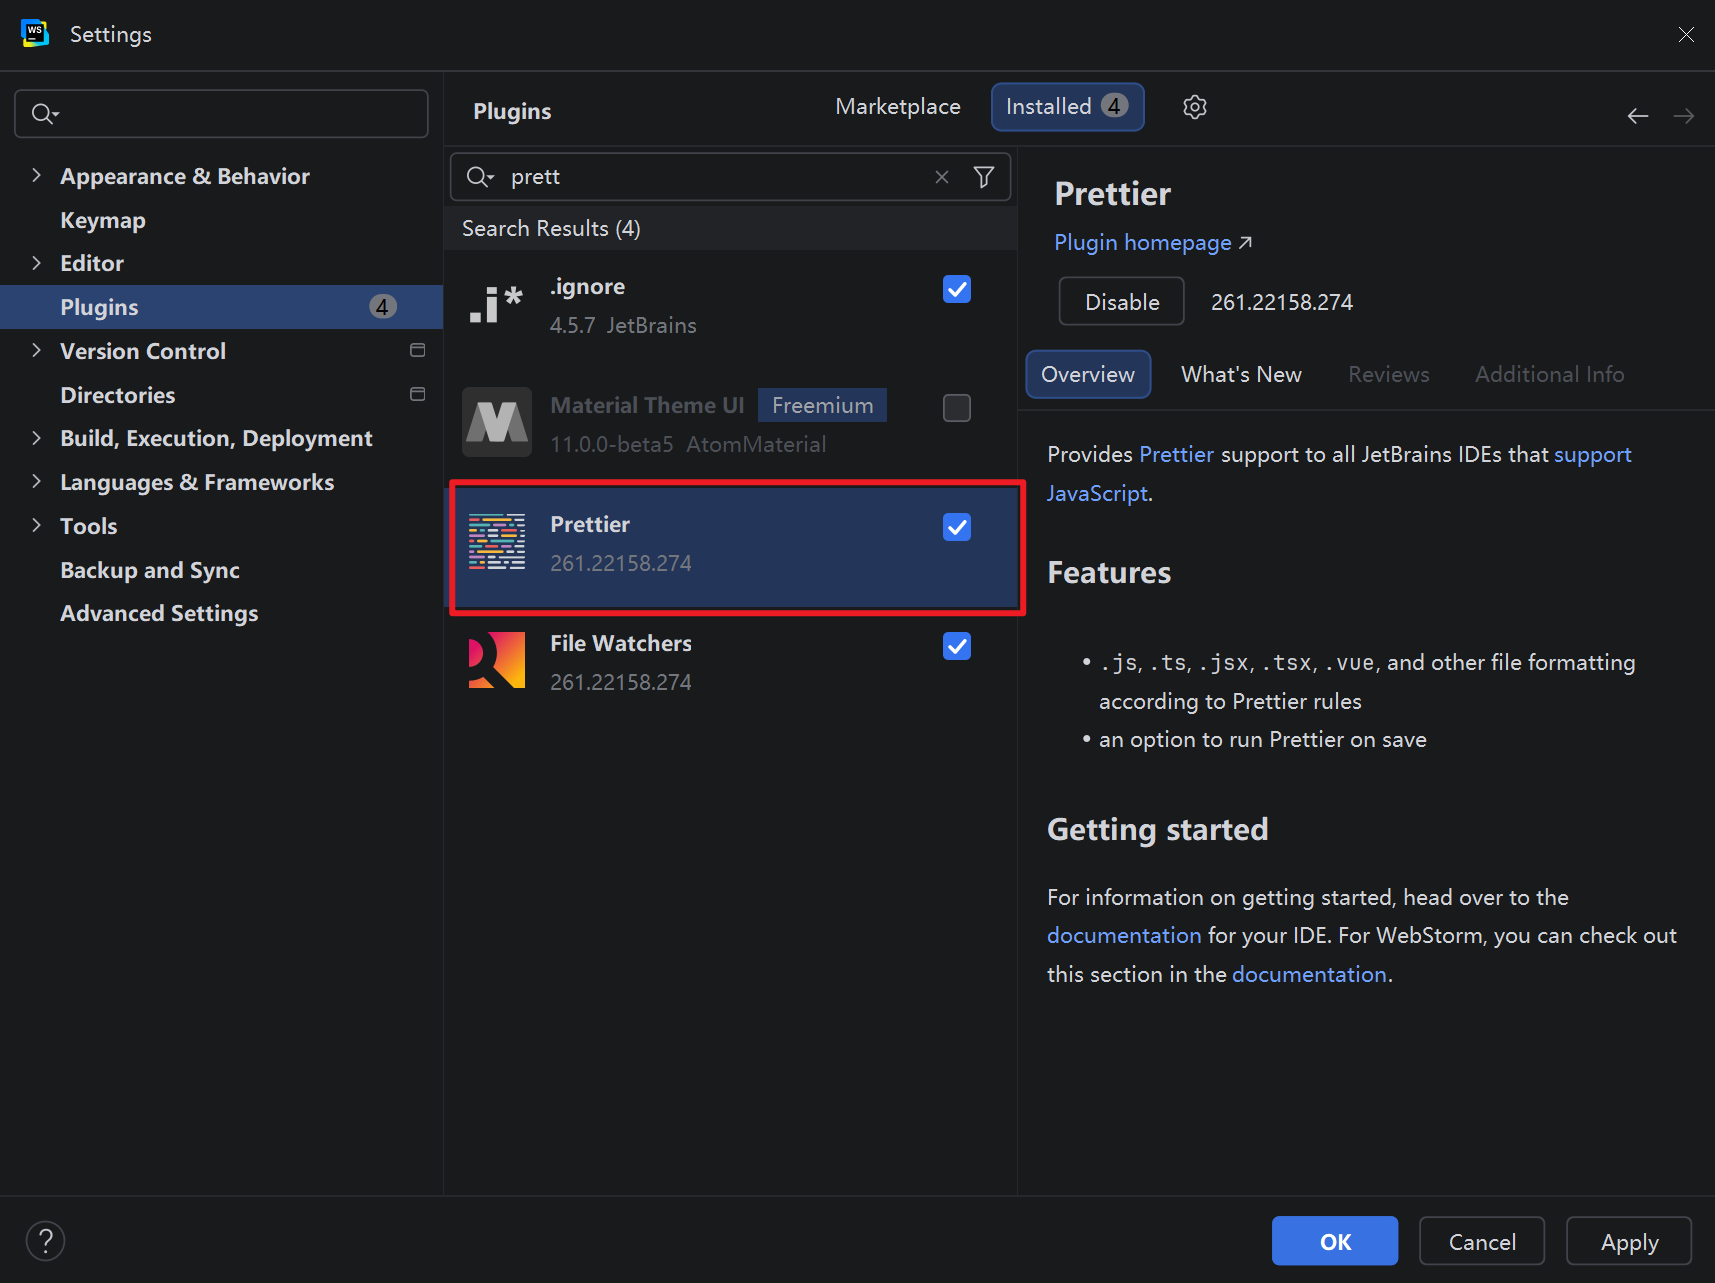 WS
Settings
Plugins
Marketplace
Installed 4
Appearance & Behavior
Keymap
Editor
Plugins 4
Version Control
Directories
Build, Execution, Deployment
Languages & Frameworks
Tools
Backup and Sync
Advanced Settings
prett
Search Results (4)
.i*
.ignore
4.5.7 JetBrains
Material Theme UI Freemium
11.0.0-beta5 AtomMaterial
Prettier
261.22158.274
File Watchers
261.22158.274
Prettier
Plugin homepage ↗
Disable 261.22158.274
Overview What's New Reviews Additional Info
Provides Prettier support to all JetBrains IDEs that support
JavaScript.
Features
• .js, .ts, .jsx, .tsx, .vue, and other file formatting
according to Prettier rules
• an option to run Prettier on save
Getting started
For information on getting started, head over to the
documentation for your IDE. For WebStorm, you can check out
this section in the documentation.
?
OK
Cancel
Apply